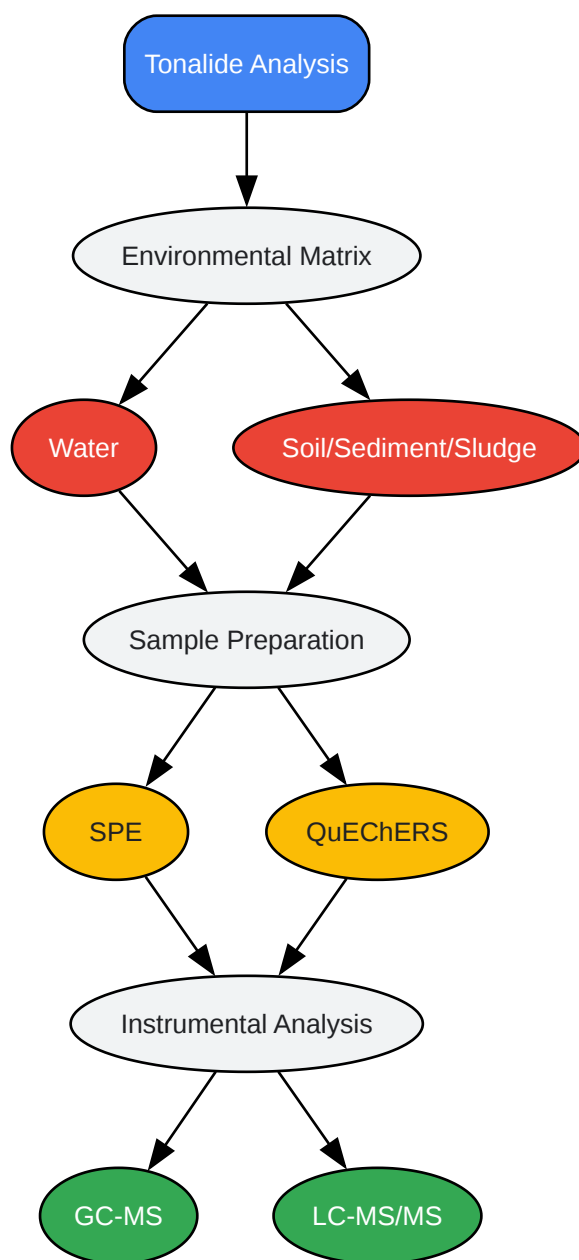 Tonalide Analysis
Environmental Matrix
Water
Soil/Sediment/Sludge
Sample Preparation
SPE
QuEChERS
Instrumental Analysis
GC-MS
LC-MS/MS